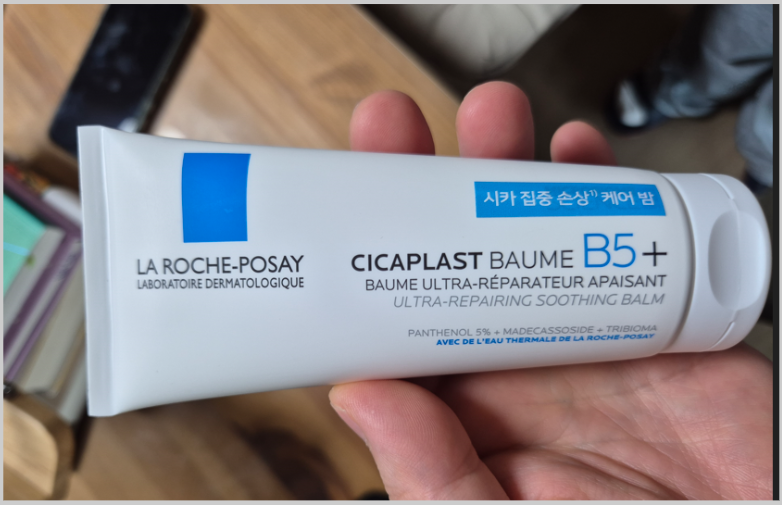 LA ROCHE-POSAY
LABORATOIRE DERMATOLOGIQUE
시카 집중 손상¹⁾ 케어 밤
CICAPLAST BAUME B5+
BAUME ULTRA-RÉPARATEUR APAISANT
ULTRA-REPAIRING SOOTHING BALM
PANTHENOL 5% + MADECASSOSIDE + TRIBIOMA
AVEC DE L'EAU THERMALE DE LA ROCHE-POSAY